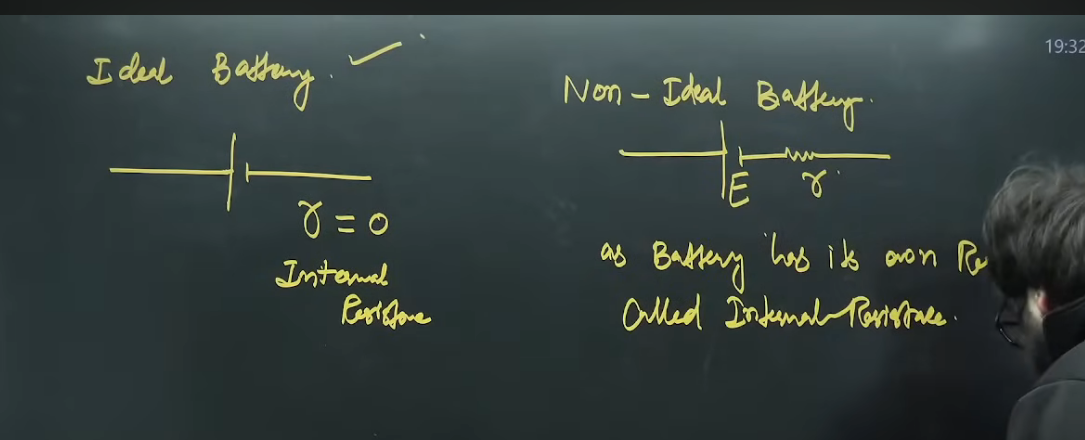 Ideal Battery.
r = 0
Internal
Resistance
19:32
Non - Ideal Battery.
E r
as Battery has its own Re
Called Internal Resistance.